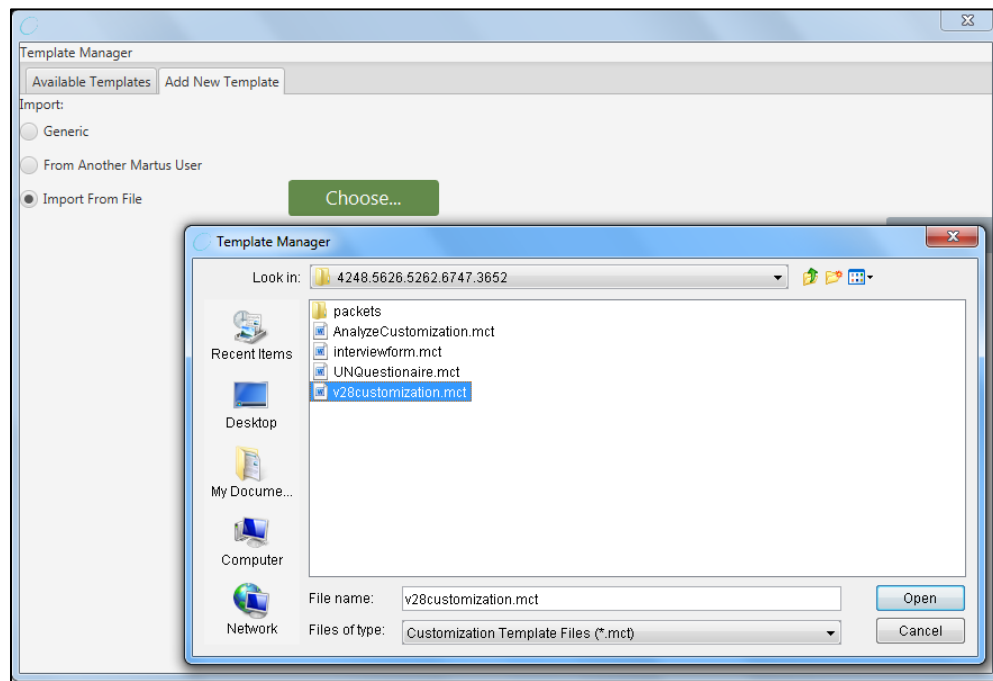 Template Manager
Available Templates Add New Template
Import:
Generic
From Another Martus User
Import From File Choose...
Template Manager
Look in: 4248.5626.5262.6747.3652
packets
AnalyzeCustomization.mct
interviewform.mct
UNQuestionaire.mct
v28customization.mct
Recent Items
Desktop
My Docume...
Computer
Network
File name: v28customization.mct Open
Files of type: Customization Template Files (*.mct) Cancel